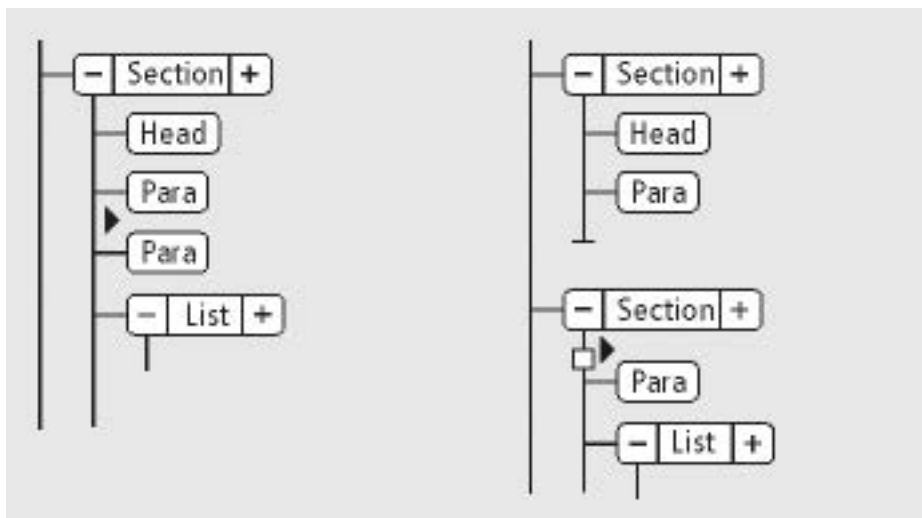 − Section +
Head
Para
Para
− List +
− Section +
Head
Para
− Section +
Para
− List +